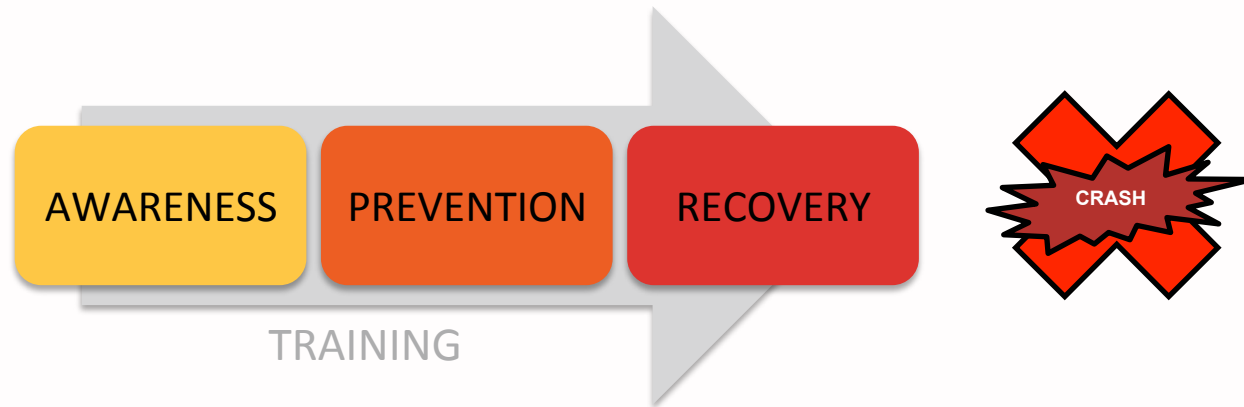 AWARENESS
PREVENTION
RECOVERY
CRASH
TRAINING